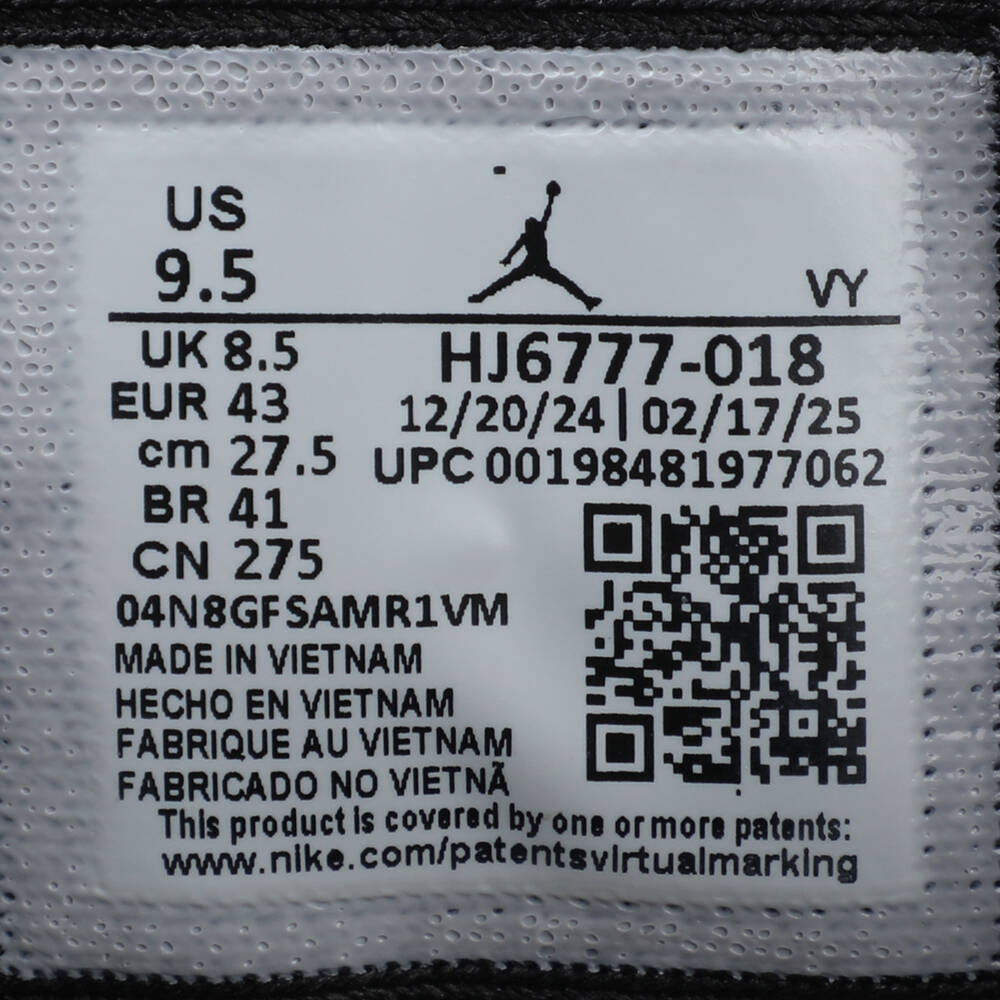 US
9.5
VY
UK 8.5
HJ6777-018
EUR 43
12/20/24 | 02/17/25
cm 27.5
UPC 00198481977062
BR 41
CN 275
04N8GFSAMR1VM
MADE IN VIETNAM
HECHO EN VIETNAM
FABRIQUE AU VIETNAM
FABRICADO NO VIETNÃ
This product is covered by one or more patents:
www.nike.com/patentsvirtualmarking